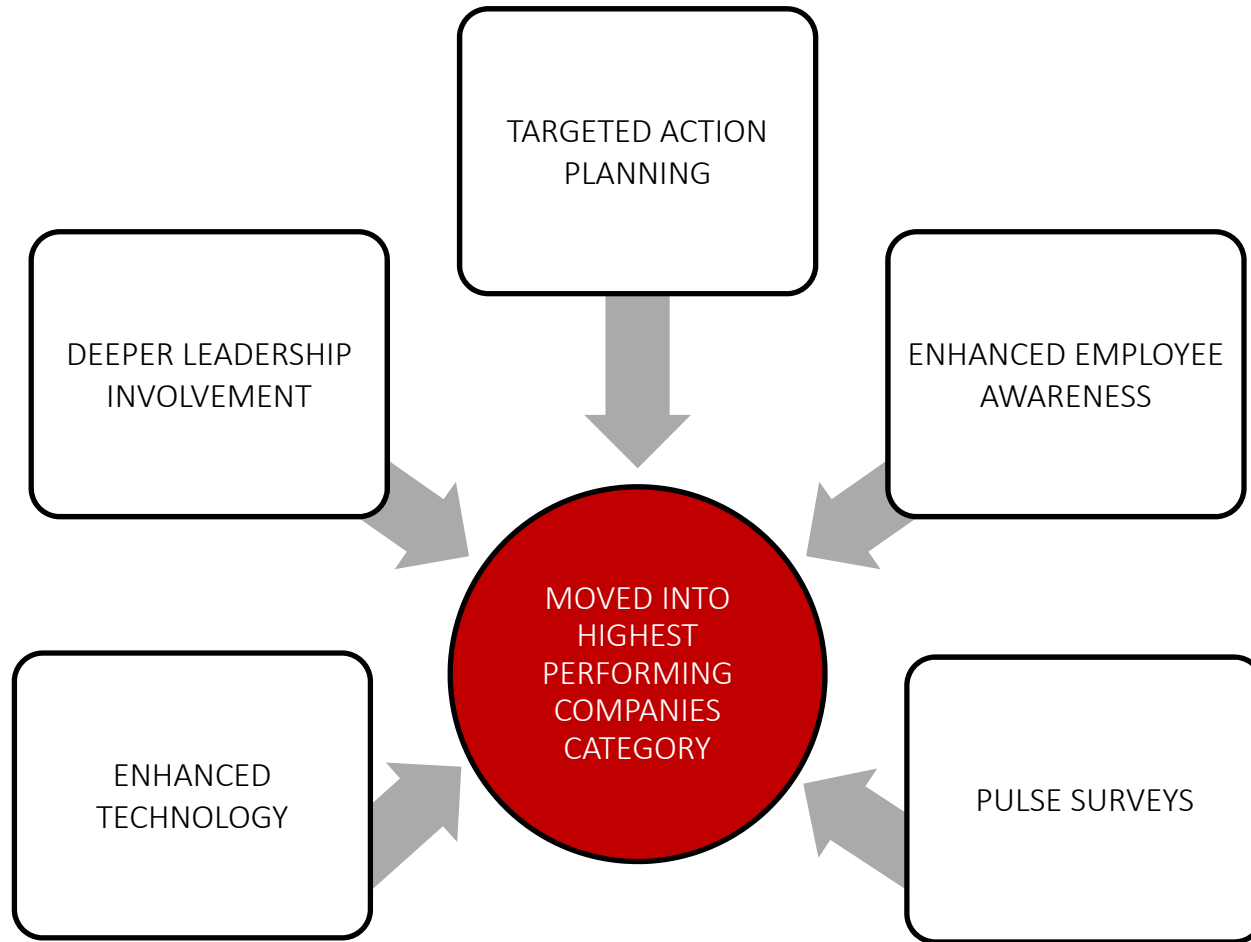 TARGETED ACTION
PLANNING
DEEPER LEADERSHIP
INVOLVEMENT
ENHANCED EMPLOYEE
AWARENESS
MOVED INTO
HIGHEST
PERFORMING
COMPANIES
CATEGORY
ENHANCED
TECHNOLOGY
PULSE SURVEYS